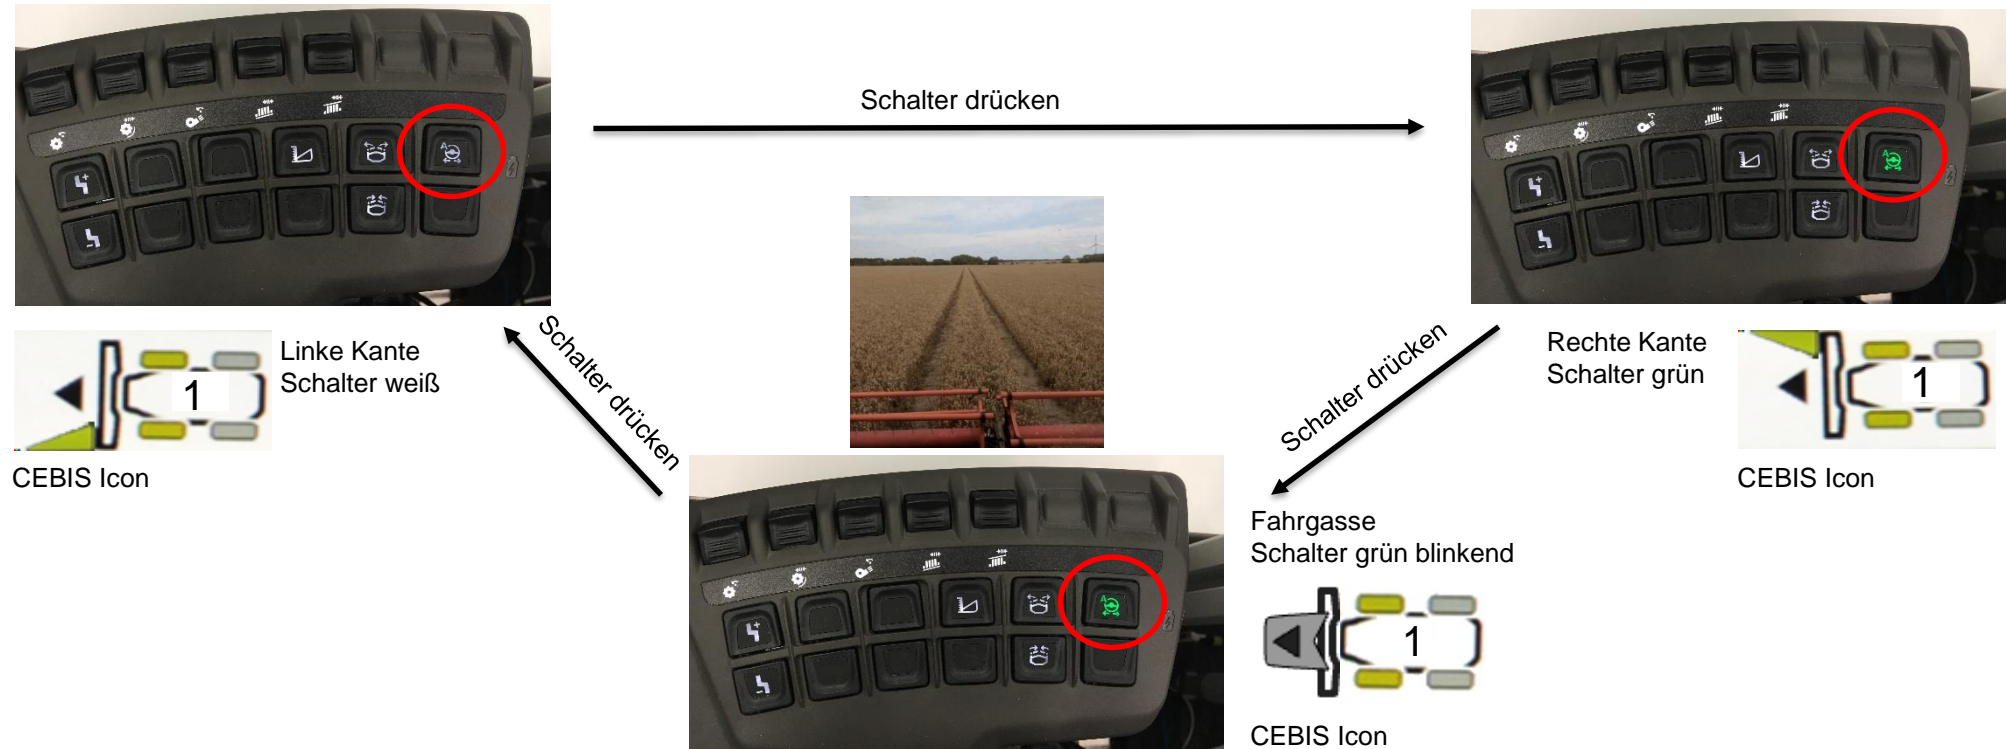 Schalter drücken
Linke Kante
Schalter weiß
1
CEBIS Icon
Schalter drücken
Schalter drücken
Rechte Kante
Schalter grün
1
CEBIS Icon
Fahrgasse
Schalter grün blinkend
1
CEBIS Icon